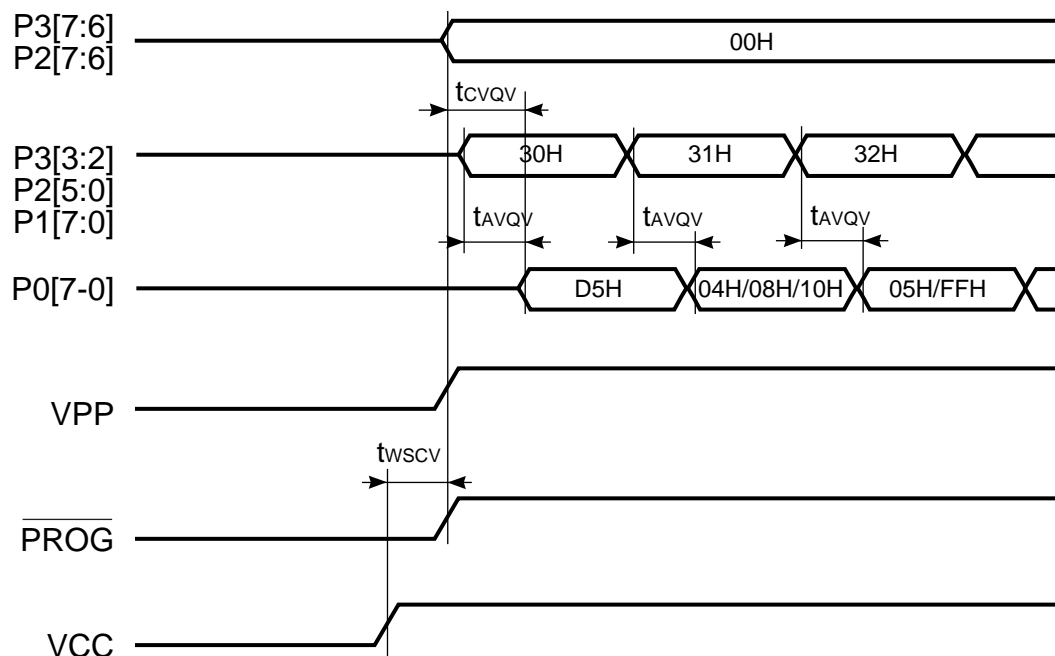 P3[7:6]
P2[7:6]
00H
tCVQV
P3[3:2]
P2[5:0]
P1[7:0]
30H
31H
32H
tAVQV
tAVQV
tAVQV
P0[7-0]
D5H
04H/08H/10H
05H/FFH
VPP
tWSCV
PROG
VCC